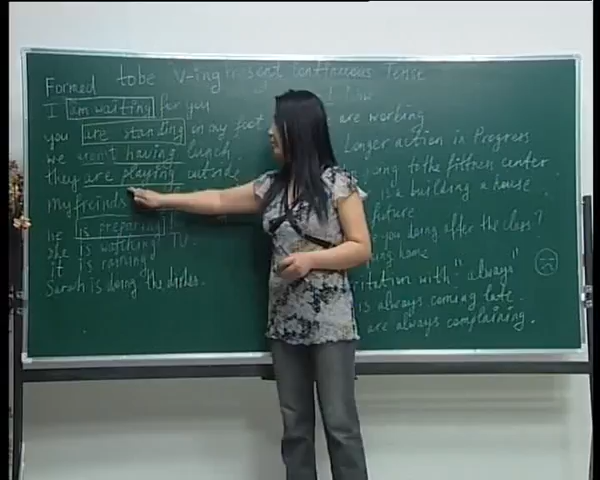 Formed to be V-ing Present Continuous Tense
I am waiting for you
you are standing on my foot
we aren't having lunch.
they are playing outside
my freinds
he is preparing
she is watching TV.
it is raining
Sarah is doing the dishes.
are working
Longer action in Progress
to the fittnen center
is a building a house
future
you doing after the class?
home
with "always"
is always coming late.
are always complaining.